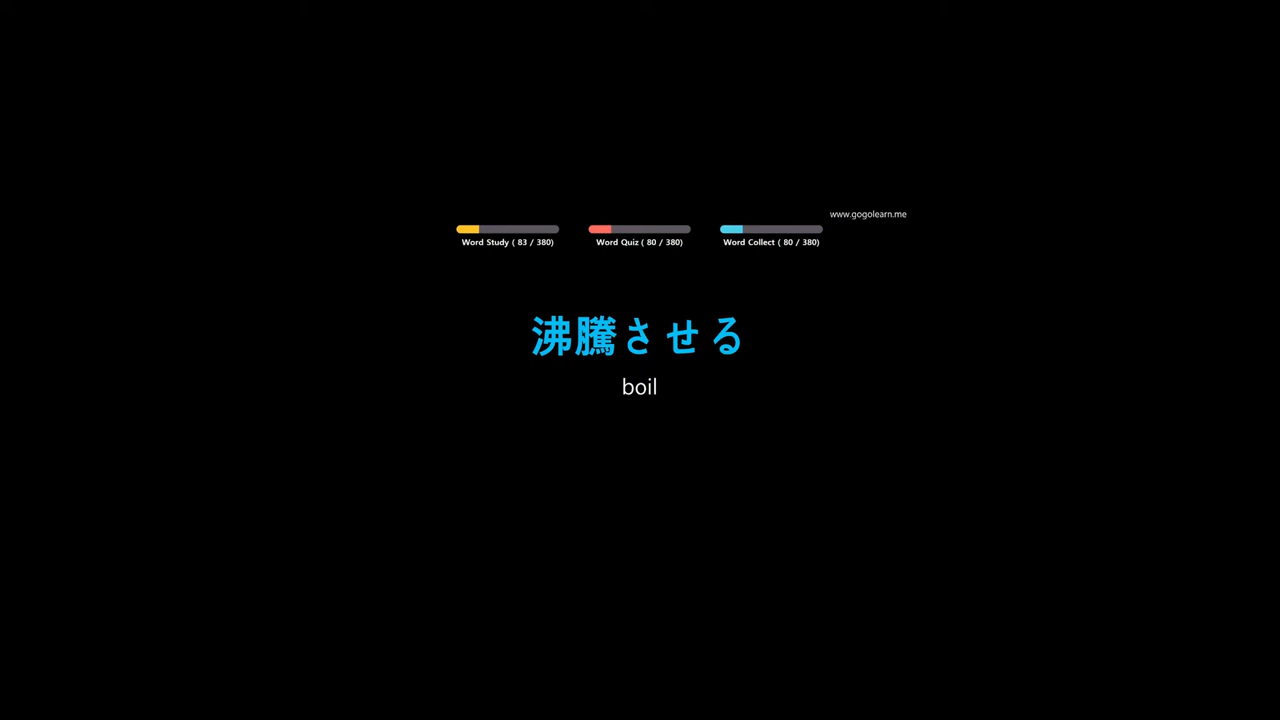 www.gogolearn.me
Word Study ( 83 / 380)
Word Quiz ( 80 / 380)
Word Collect ( 80 / 380)
沸騰させる
boil